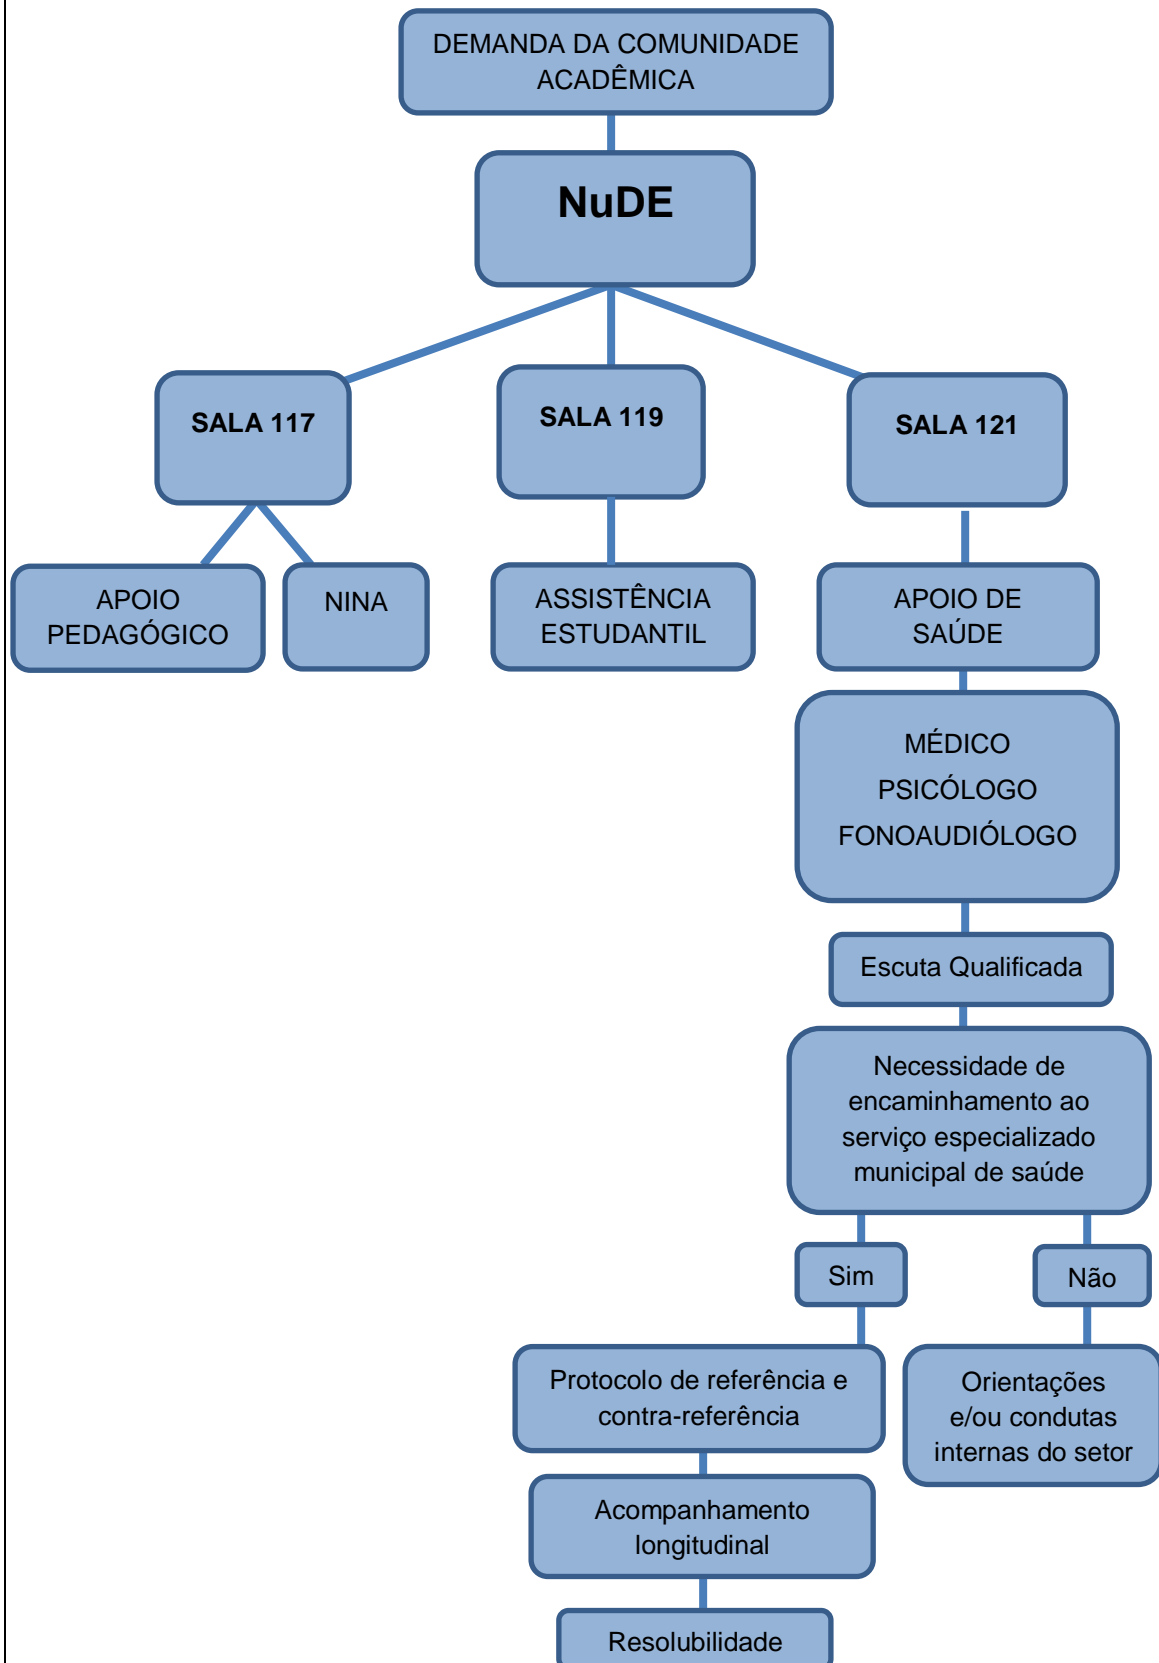 DEMANDA DA COMUNIDADE
ACADÊMICA
NuDE
SALA 117
SALA 119
SALA 121
APOIO
PEDAGÓGICO
NINA
ASSISTÊNCIA
ESTUDANTIL
APOIO DE
SAÚDE
MÉDICO
PSICÓLOGO
FONOAUDIÓLOGO
Escuta Qualificada
Necessidade de
encaminhamento ao
serviço especializado
municipal de saúde
Sim
Não
Protocolo de referência e
contra-referência
Orientações
e/ou condutas
internas do setor
Acompanhamento
longitudinal
Resolubilidade